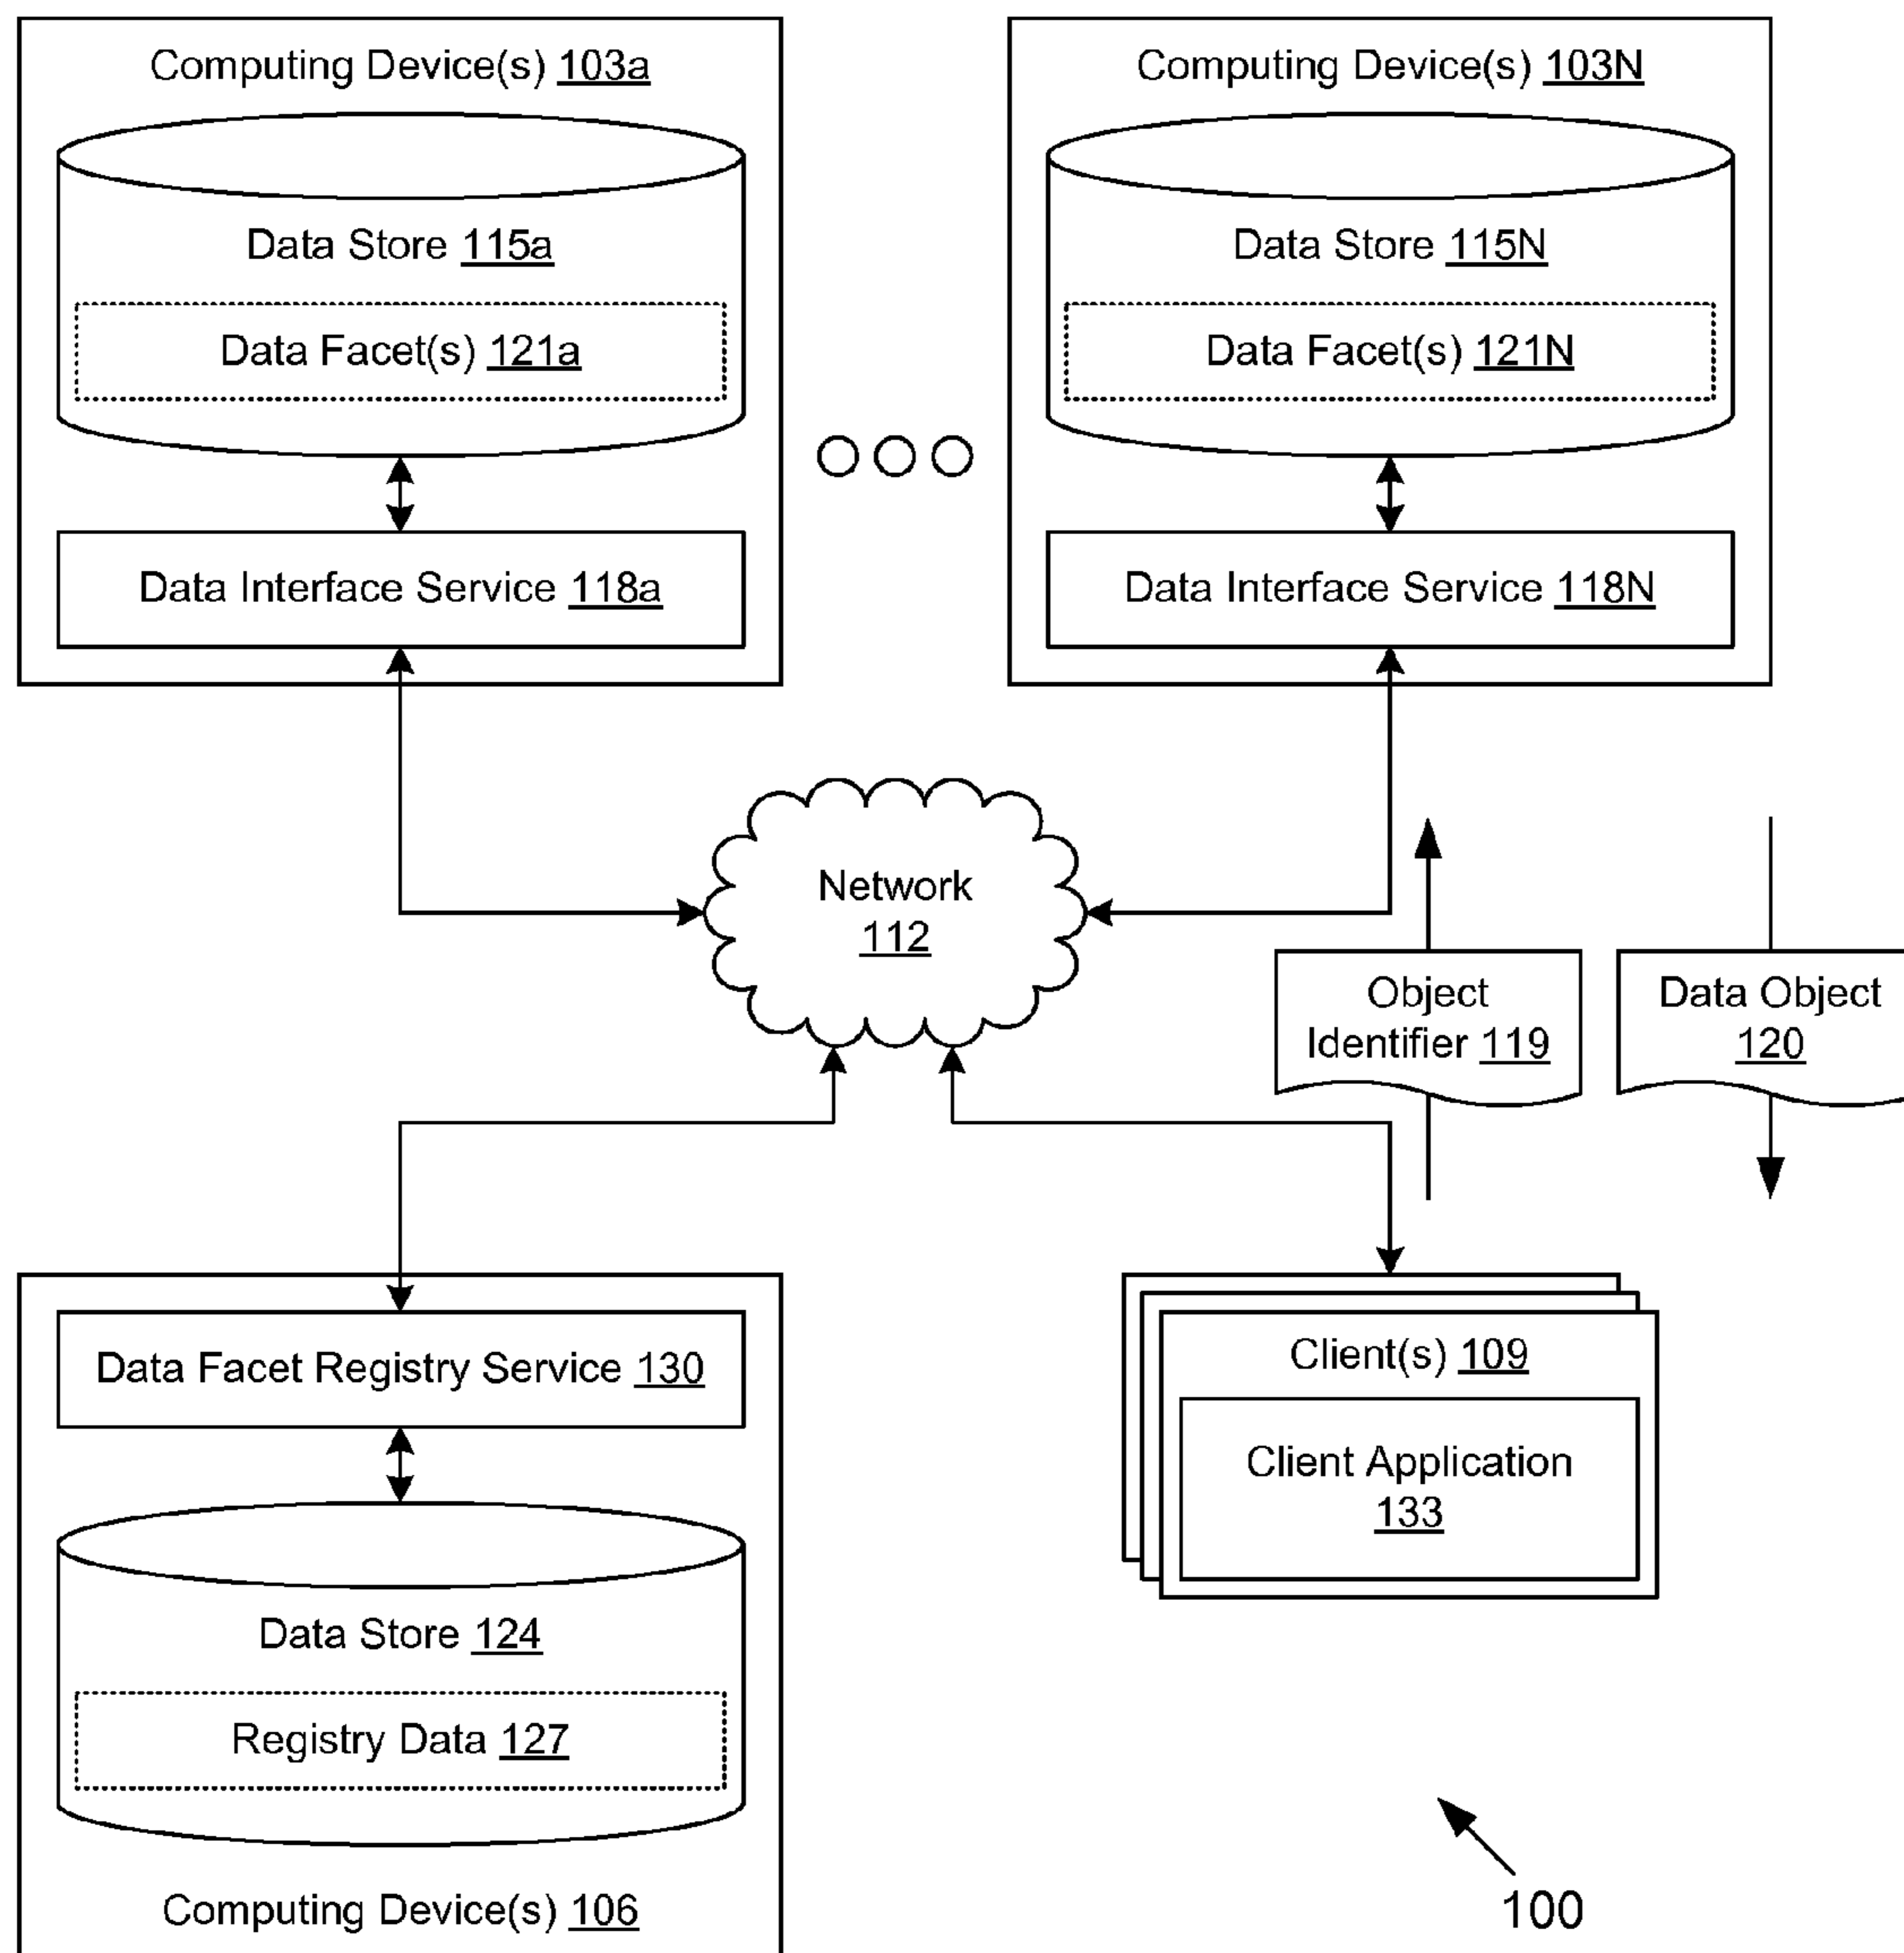 Computing Device(s) 103a
Data Store 115a
Data Facet(s) 121a
Data Interface Service 118a
Computing Device(s) 103N
Data Store 115N
Data Facet(s) 121N
Data Interface Service 118N
Network
112
Object
Identifier 119
Data Object
120
Data Facet Registry Service 130
Data Store 124
Registry Data 127
Computing Device(s) 106
Client(s) 109
Client Application
133
100